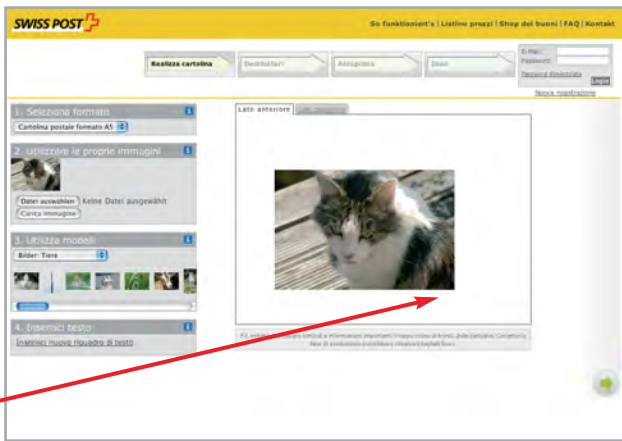 SWISS POST
So funktioniert's | Listino prezzi | Shop dei buoni | FAQ | Kontakt
Realizza cartolina
Destinatari
Anteprima
Invio
E-Mail:
Password:
Password dimenticata
Login
Nuova registrazione
1. Seleziona formato
Cartolina postale formato A5
2. Utilizzare le proprie immagini
Datei auswählen Keine Datei ausgewählt
Carica immagine
3. Utilizza modelli
Bilder: Tiere
4. Inserisci testo
Inserisci nuovo riquadro di testo
Lato anteriore